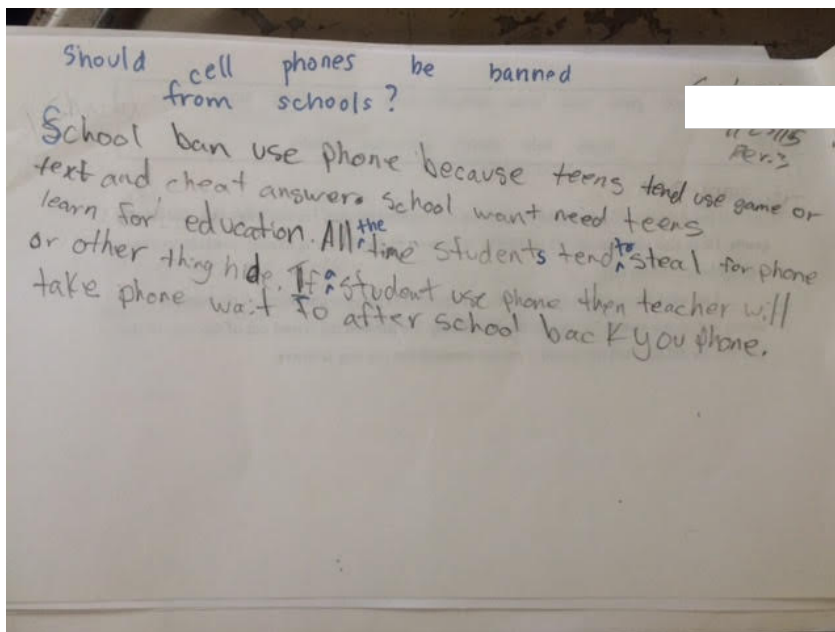 Should cell phones be banned
from schools?
Per. 3
School ban use phone because teens tend use game or
text and cheat answer. School want need teens
learn for education. All the time students tend to steal for phone
or other thing hide. If a student use phone then teacher will
take phone wait to after school back you phone.